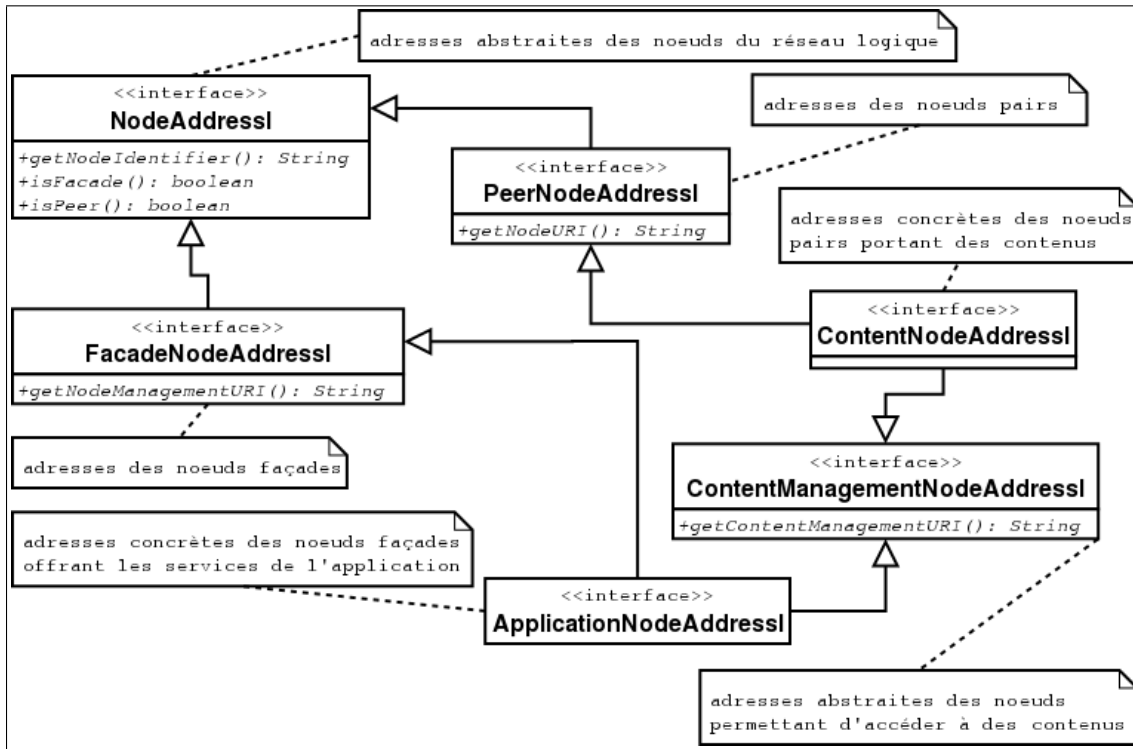 adresses abstraites des noeuds du réseau logique
<<interface>>
NodeAddressI
+getNodeIdentifier(): String
+isFacade(): boolean
+isPeer(): boolean
adresses des noeuds pairs
<<interface>>
PeerNodeAddressI
+getNodeURI(): String
adresses concrètes des noeuds
pairs portant des contenus
<<interface>>
ContentNodeAddressI
<<interface>>
FacadeNodeAddressI
+getNodeManagementURI(): String
adresses des noeuds façades
<<interface>>
ContentManagementNodeAddressI
+getContentManagementURI(): String
adresses concrètes des noeuds façades
offrant les services de l'application
<<interface>>
ApplicationNodeAddressI
adresses abstraites des noeuds
permettant d'accéder à des contenus